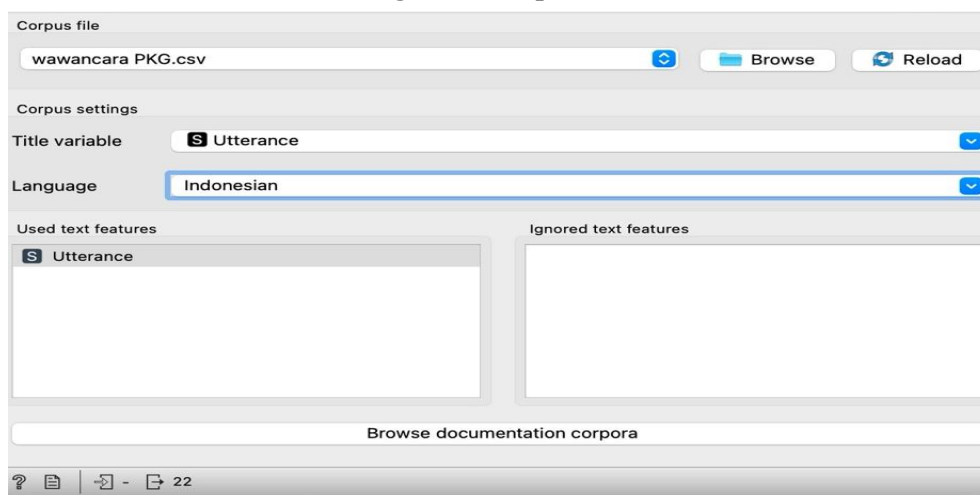 Corpus file
wawancara PKG.csv Browse Reload
Corpus settings
Title variable S Utterance
Language Indonesian
Used text features Ignored text features
S Utterance
Browse documentation corpora
? - 22